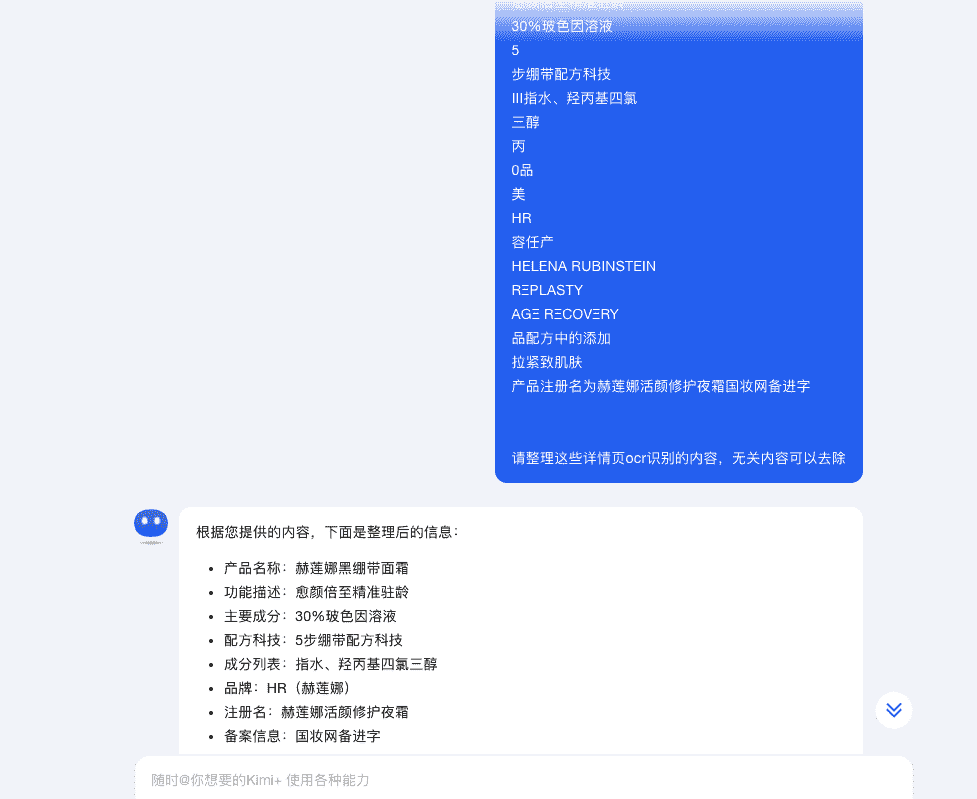 30%玻色因溶液
5
步绷带配方科技
III指水、羟丙基四氯
三醇
丙
0品
美
HR
容任产
HELENA RUBINSTEIN
RΞPLASTY
AGΞ RΞCOVΞRY
品配方中的添加
拉紧致肌肤
产品注册名为赫莲娜活颜修护夜霜国妆网备进字
请整理这些详情页ocr识别的内容，无关内容可以去除
根据您提供的内容，下面是整理后的信息：
• 产品名称：赫莲娜黑绷带面霜
• 功能描述：愈颜倍至精准驻龄
• 主要成分：30%玻色因溶液
• 配方科技：5步绷带配方科技
• 成分列表：指水、羟丙基四氯三醇
• 品牌：HR（赫莲娜）
• 注册名：赫莲娜活颜修护夜霜
• 备案信息：国妆网备进字
随时@你想要的Kimi+ 使用各种能力